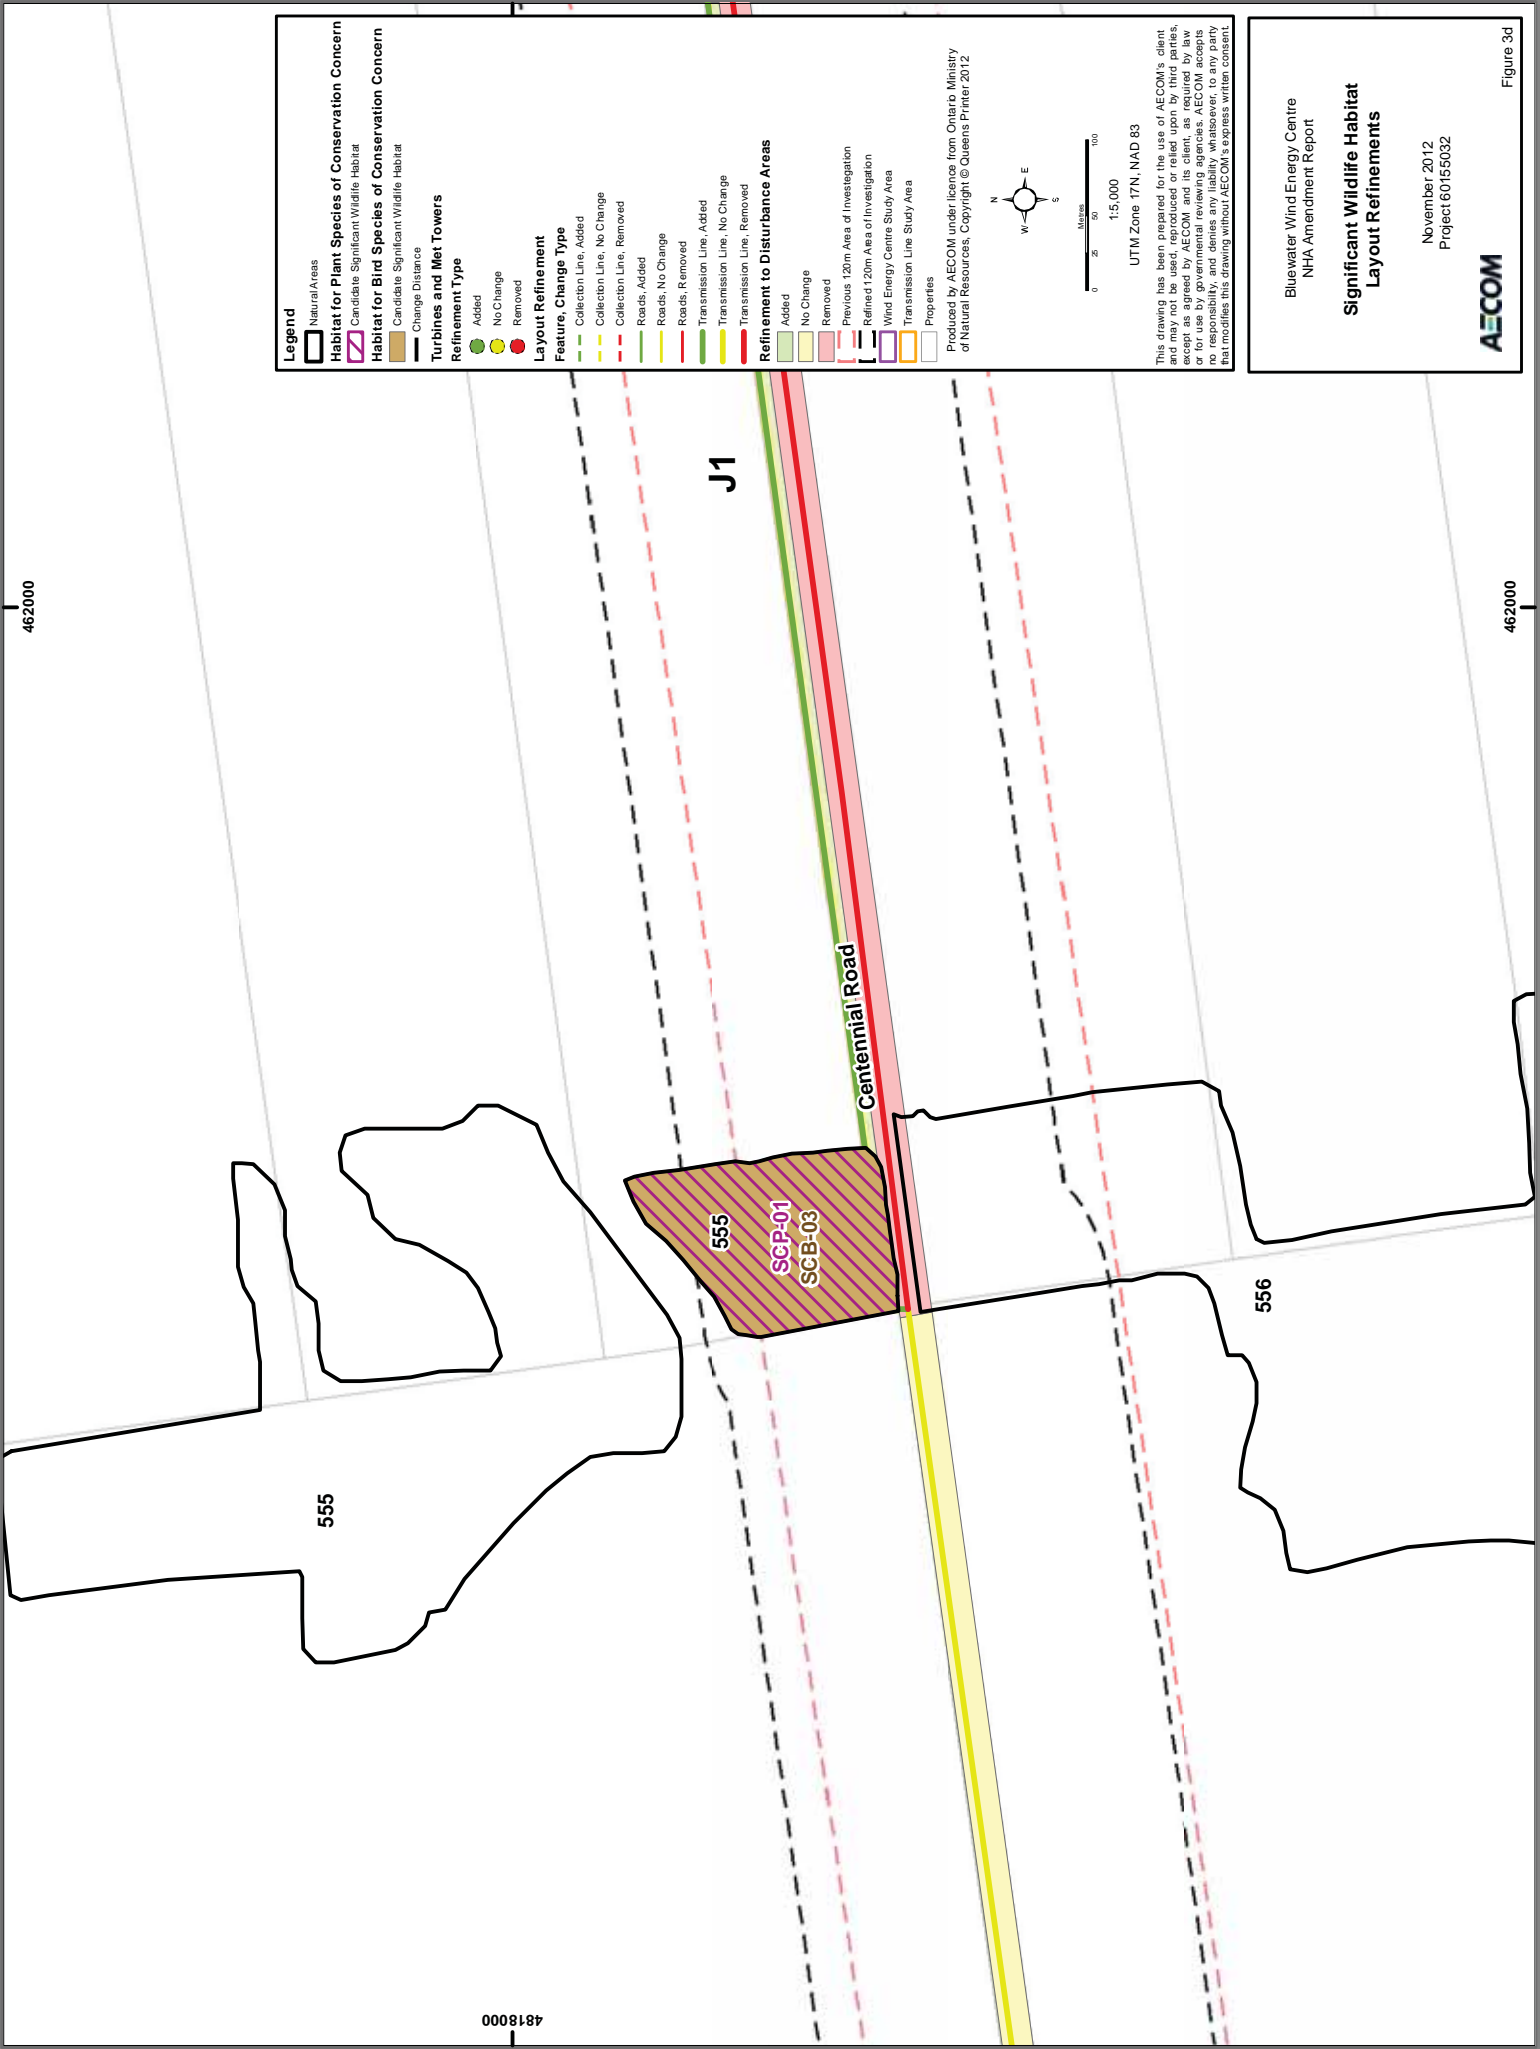 Legend
Natural Areas
Habitat for Plant Species of Conservation Concern
Candidate Significant Wildlife Habitat
Habitat for Bird Species of Conservation Concern
Candidate Significant Wildlife Habitat
Change Distance
Turbines and Met Towers
Refinement Type
Added
No Change
Removed
Layout Refinement
Feature, Change Type
Collection Line, Added
Collection Line, No Change
Collection Line, Removed
Roads, Added
Roads, No Change
Roads, Removed
Transmission Line, Added
Transmission Line, No Change
Transmission Line, Removed
Refinement to Disturbance Areas
Added
No Change
Removed
Previous 120m Area of Investegation
Refined 120m Area of Investigation
Wind Energy Centre Study Area
Transmission Line Study Area
Properties
Produced by AECOM under licence from Ontario Ministry
of Natural Resources, Copyright © Queens Printer 2012
N
W E
S
Metres
0 25 50 100
1:5,000
UTM Zone 17N, NAD 83
This drawing has been prepared for the use of AECOM's client
and may not be used, reproduced or relied upon by third parties,
except as agreed by AECOM and its client, as required by law
or for use by governmental reviewing agencies. AECOM accepts
no responsibility, and denies any liability whatsoever, to any party
that modifies this drawing without AECOM's express written consent.
Bluewater Wind Energy Centre
NHA Amendment Report
Significant Wildlife Habitat
Layout Refinements
November 2012
Project 60155032
AECOM
Figure 3d
462000
462000
4818000
J1
Centennial Road
555
SCP-01
SCB-03
555
556